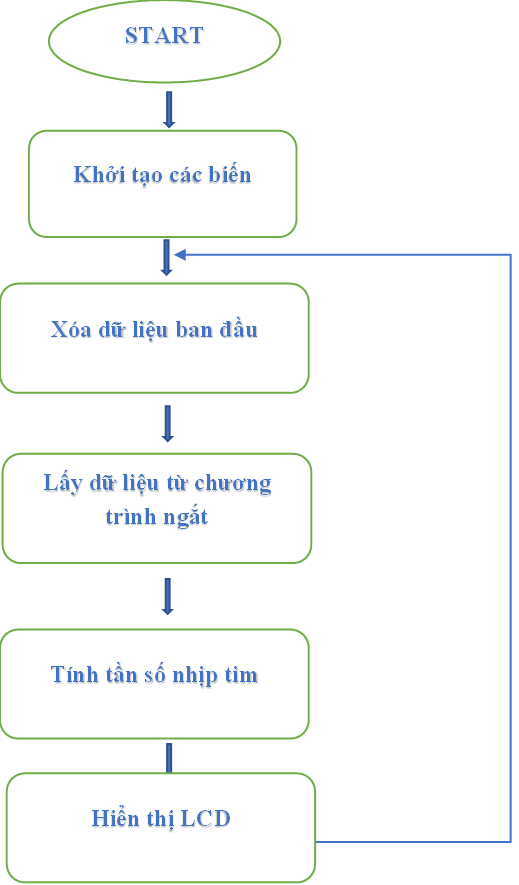 START
Khởi tạo các biến
Xóa dữ liệu ban đầu
Lấy dữ liệu từ chương
trình ngắt
Tính tần số nhịp tim
Hiển thị LCD